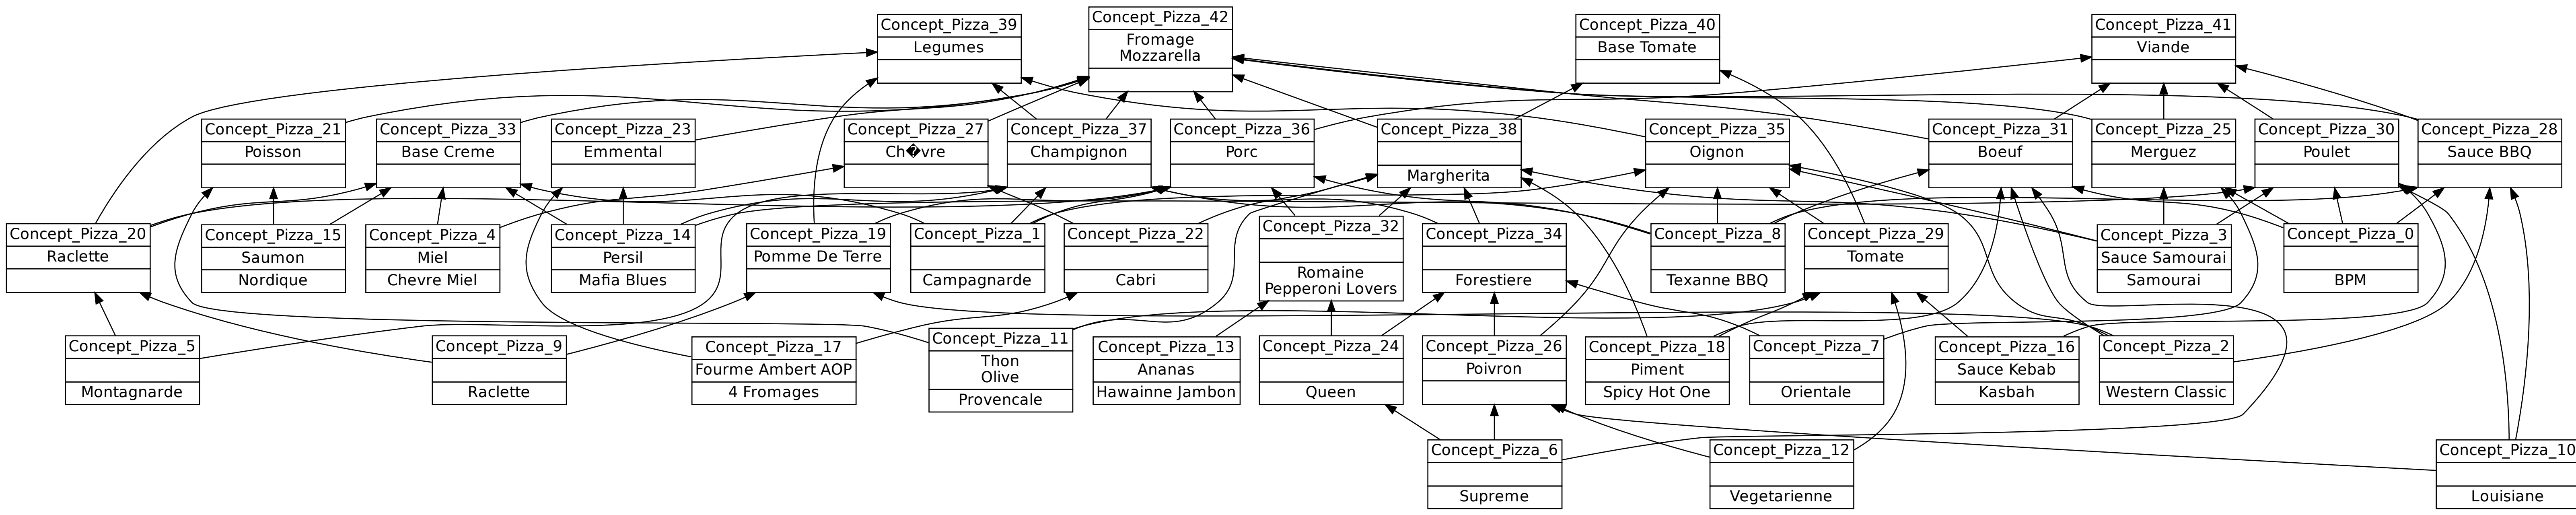 Concept_Pizza_39
Legumes
Concept_Pizza_42
Fromage
Mozzarella
Concept_Pizza_40
Base Tomate
Concept_Pizza_41
Viande
Concept_Pizza_21
Poisson
Concept_Pizza_33
Base Creme
Concept_Pizza_23
Emmental
Concept_Pizza_27
Ch�vre
Concept_Pizza_37
Champignon
Concept_Pizza_36
Porc
Concept_Pizza_38
Margherita
Concept_Pizza_35
Oignon
Concept_Pizza_31
Boeuf
Concept_Pizza_25
Merguez
Concept_Pizza_30
Poulet
Concept_Pizza_28
Sauce BBQ
Concept_Pizza_20
Raclette
Concept_Pizza_15
Saumon
Nordique
Concept_Pizza_4
Miel
Chevre Miel
Concept_Pizza_14
Persil
Mafia Blues
Concept_Pizza_19
Pomme De Terre
Concept_Pizza_1
Campagnarde
Concept_Pizza_22
Cabri
Concept_Pizza_32
Romaine
Pepperoni Lovers
Concept_Pizza_34
Forestiere
Concept_Pizza_8
Texanne BBQ
Concept_Pizza_29
Tomate
Concept_Pizza_3
Sauce Samourai
Samourai
Concept_Pizza_0
BPM
Concept_Pizza_5
Montagnarde
Concept_Pizza_9
Raclette
Concept_Pizza_17
Fourme Ambert AOP
4 Fromages
Concept_Pizza_11
Thon
Olive
Provencale
Concept_Pizza_13
Ananas
Hawainne Jambon
Concept_Pizza_24
Queen
Concept_Pizza_26
Poivron
Concept_Pizza_18
Piment
Spicy Hot One
Concept_Pizza_7
Orientale
Concept_Pizza_16
Sauce Kebab
Kasbah
Concept_Pizza_2
Western Classic
Concept_Pizza_6
Supreme
Concept_Pizza_12
Vegetarienne
Concept_Pizza_10
Louisiane